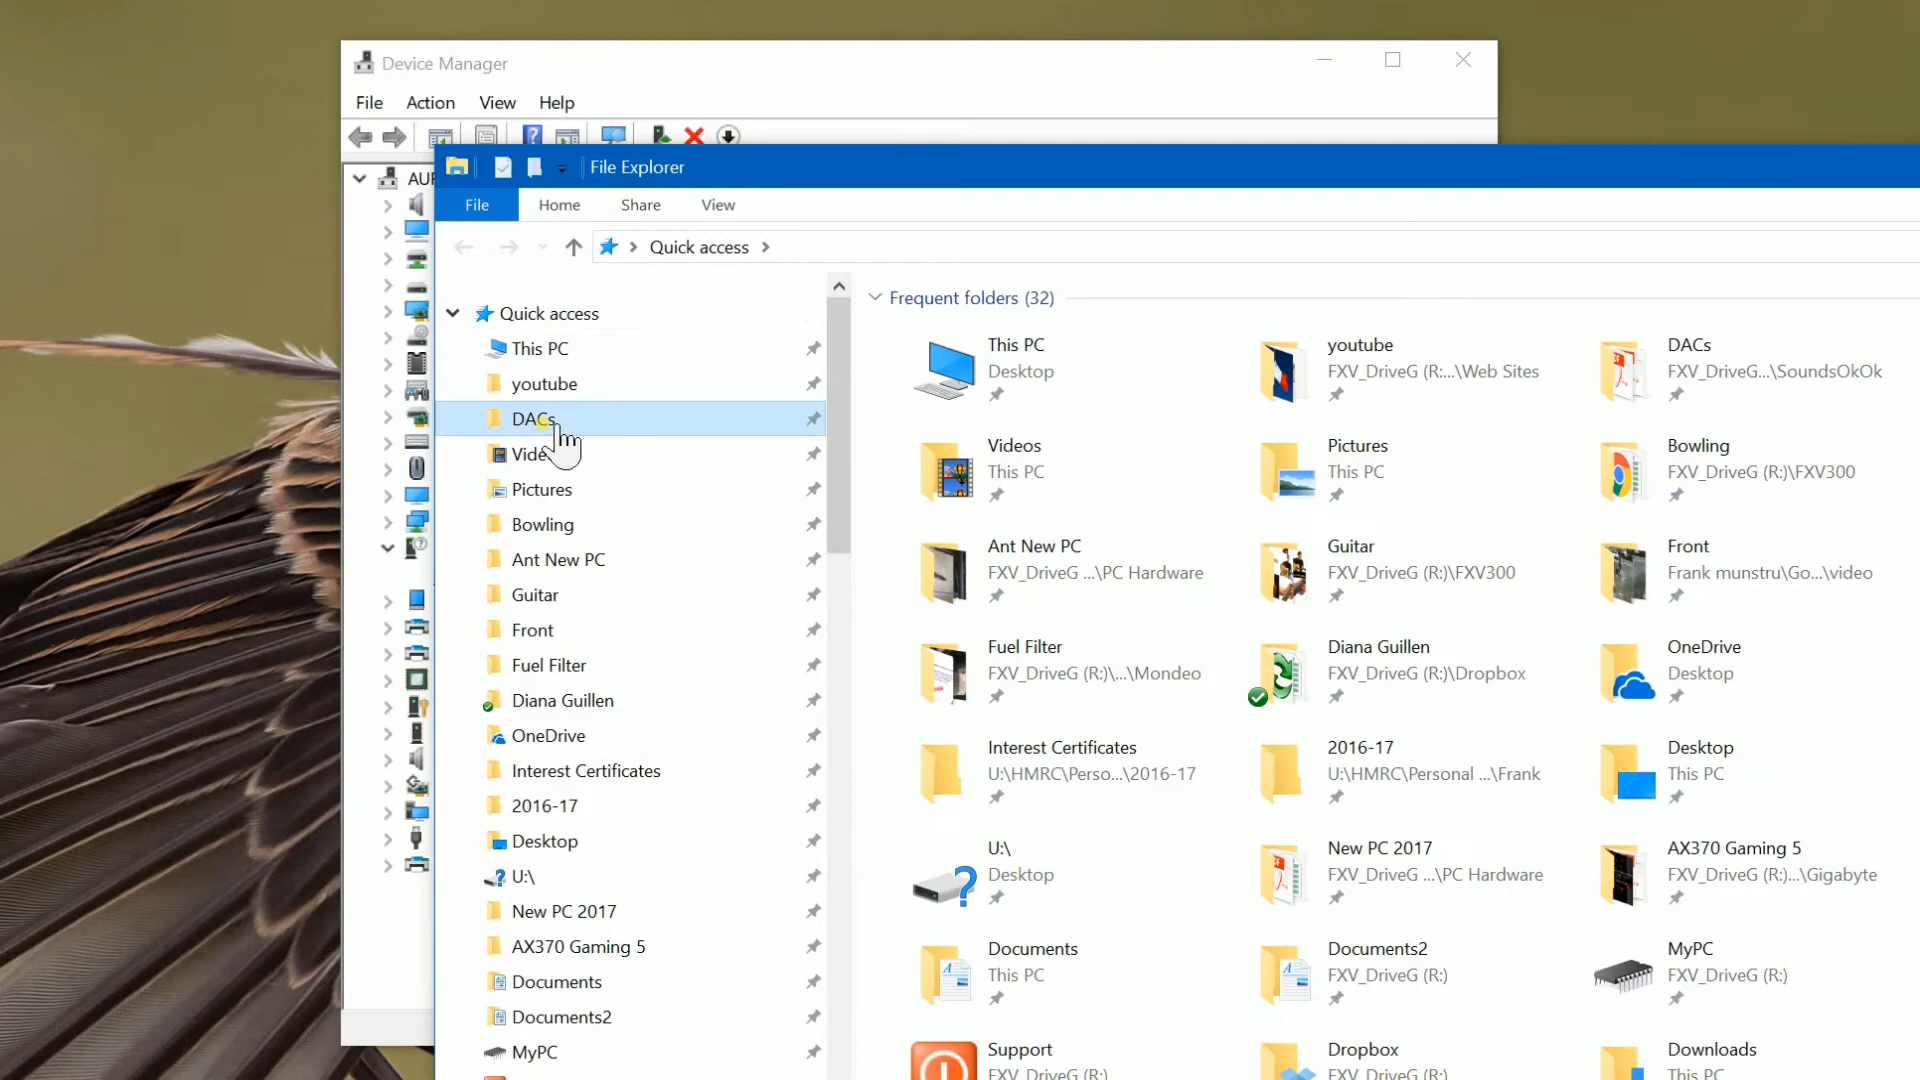 Device Manager
File Action View Help
File Explorer
File Home Share View
Quick access
Quick access
This PC
youtube
DACs
Pictures
Bowling
Ant New PC
Guitar
Front
Fuel Filter
Diana Guillen
OneDrive
Interest Certificates
2016-17
Desktop
U:\
New PC 2017
AX370 Gaming 5
Documents
Documents2
MyPC
Frequent folders (32)
This PC
Desktop
youtube
FXV_DriveG (R:...\Web Sites
DACs
FXV_DriveG...\SoundsOkOk
Videos
This PC
Pictures
This PC
Bowling
FXV_DriveG (R:)\FXV300
Ant New PC
FXV_DriveG ...\PC Hardware
Guitar
FXV_DriveG (R:)\FXV300
Front
Frank munstru\Go...\video
Fuel Filter
FXV_DriveG (R:)\...\Mondeo
Diana Guillen
FXV_DriveG (R:)\Dropbox
OneDrive
Desktop
Interest Certificates
U:\HMRC\Perso...\2016-17
2016-17
U:\HMRC\Personal ...\Frank
Desktop
This PC
U:\
Desktop
New PC 2017
FXV_DriveG ...\PC Hardware
AX370 Gaming 5
FXV_DriveG (R:)...\Gigabyte
Documents
This PC
Documents2
FXV_DriveG (R:)
MyPC
FXV_DriveG (R:)
Support
FXV_DriveG (R:)
Dropbox
FXV_DriveG (R:)
Downloads
This PC